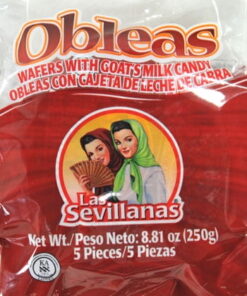 Obleas
WAFERS WITH GOAT'S MILK CANDY
OBLEAS CON CAJETA DE LECHE DE CABRA
Las
Sevillanas
Net Wt./Peso Neto: 8.81 oz (250g)
5 Pieces/5 Piezas
KA